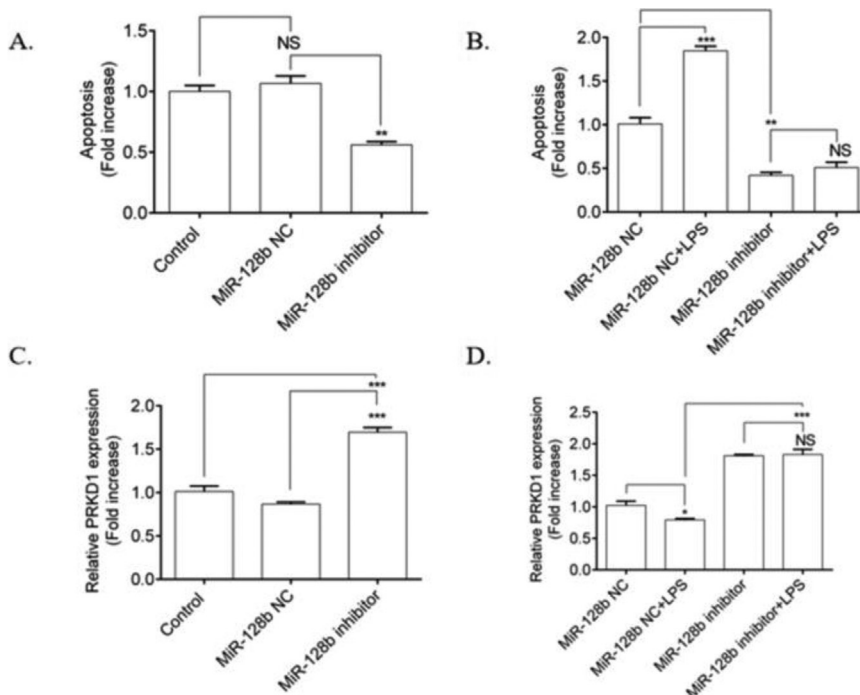 A.
Apoptosis
(Fold increase)
1.5
1.0
0.5
0.0
NS
**
Control
MiR-128b NC
MiR-128b inhibitor
B.
Apoptosis
(Fold increase)
2.0
1.5
1.0
0.5
0.0
***
**
NS
MiR-128b NC
MiR-128b NC+LPS
MiR-128b inhibitor
MiR-128b inhibitor+LPS
C.
Relative PRKD1 expression
(Fold increase)
2.0
1.5
1.0
0.5
0.0
***
***
Control
MiR-128b NC
MiR-128b inhibitor
D.
Relative PRKD1 expression
(Fold increase)
2.5
2.0
1.5
1.0
0.5
0.0
*
***
NS
MiR-128b NC
MiR-128b NC+LPS
MiR-128b inhibitor
MiR-128b inhibitor+LPS